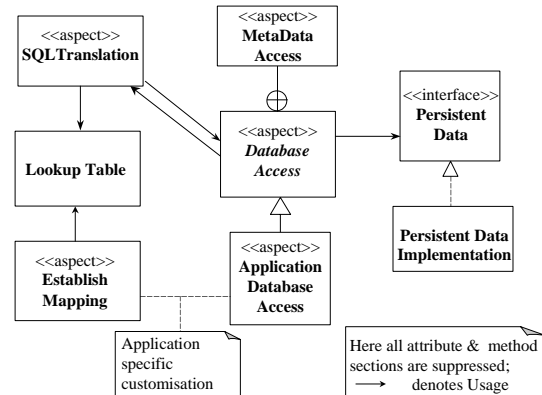 <<aspect>>
SQLTranslation
<<aspect>>
MetaData
Access
<<interface>>
Persistent
Data
<<aspect>>
Database
Access
Lookup Table
<<aspect>>
Establish
Mapping
<<aspect>>
Application
Database
Access
Persistent Data
Implementation
Application
specific
customisation
Here all attribute & method
sections are suppressed;
denotes Usage